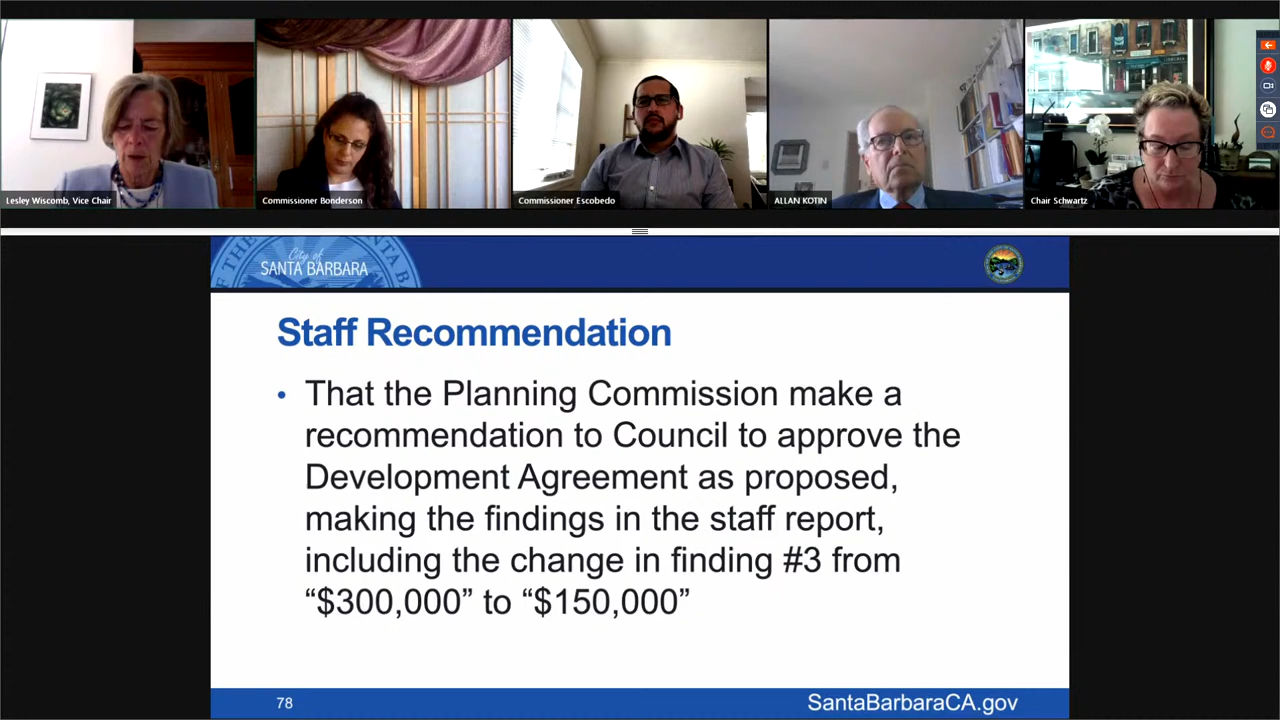 Lesley Wiscomb, Vice Chair
Commissioner Bonderson
Commissioner Escobedo
ALLAN KOTIN
Chair Schwartz
City of
SANTA BARBARA
Staff Recommendation
• That the Planning Commission make a
recommendation to Council to approve the
Development Agreement as proposed,
making the findings in the staff report,
including the change in finding #3 from
“$300,000” to “$150,000”
78
SantaBarbaraCA.gov